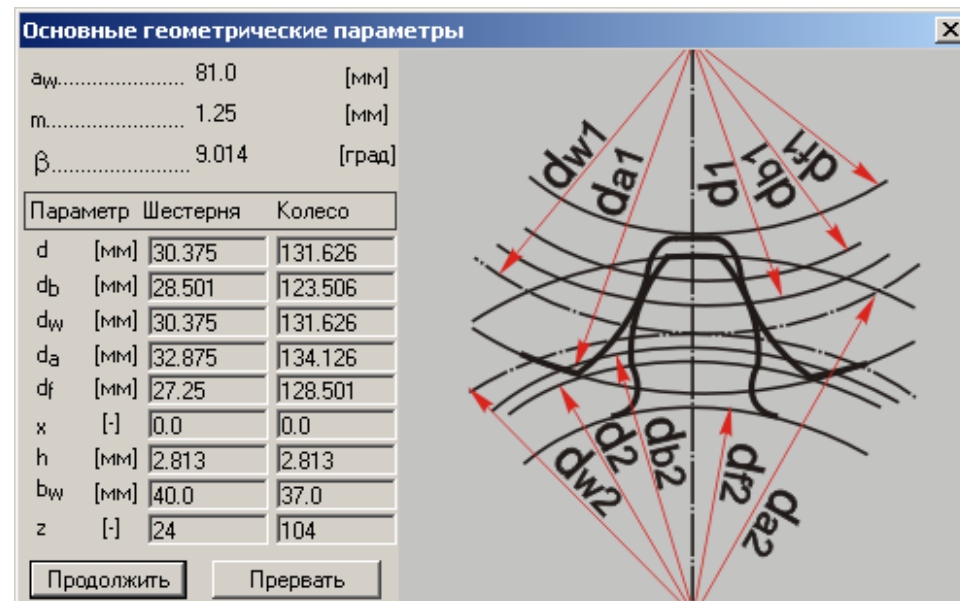 Основные геометрические параметры
aw..................... 81.0 [мм]
m...................... 1.25 [мм]
β....................... 9.014 [град]
Параметр Шестерня Колесо
d [мм] 30.375 131.626
db [мм] 28.501 123.506
dw [мм] 30.375 131.626
da [мм] 32.875 134.126
df [мм] 27.25 128.501
x [-] 0.0 0.0
h [мм] 2.813 2.813
bw [мм] 40.0 37.0
z [-] 24 104
Продолжить Прервать
dw1
da1
d1
db1
df1
dw2
d2
db2
df2
da2